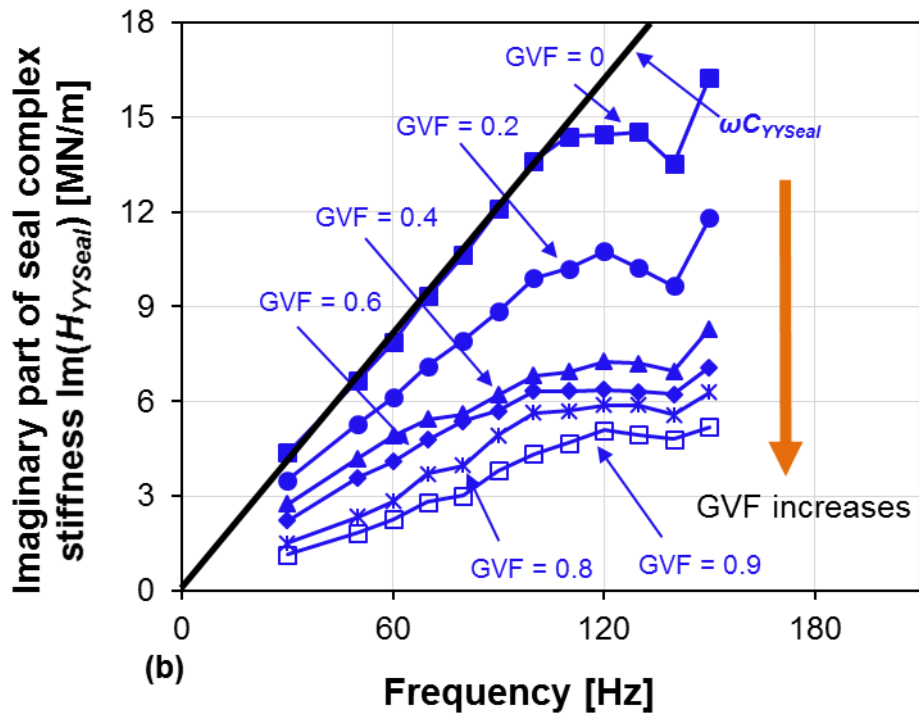 Imaginary part of seal complex
stiffness Im(H_YYSeal) [MN/m]
18
15
12
9
6
3
0
0
60
120
180
GVF = 0
ωC_YYSeal
GVF = 0.2
GVF = 0.4
GVF = 0.6
GVF increases
GVF = 0.8
GVF = 0.9
(b)
Frequency [Hz]